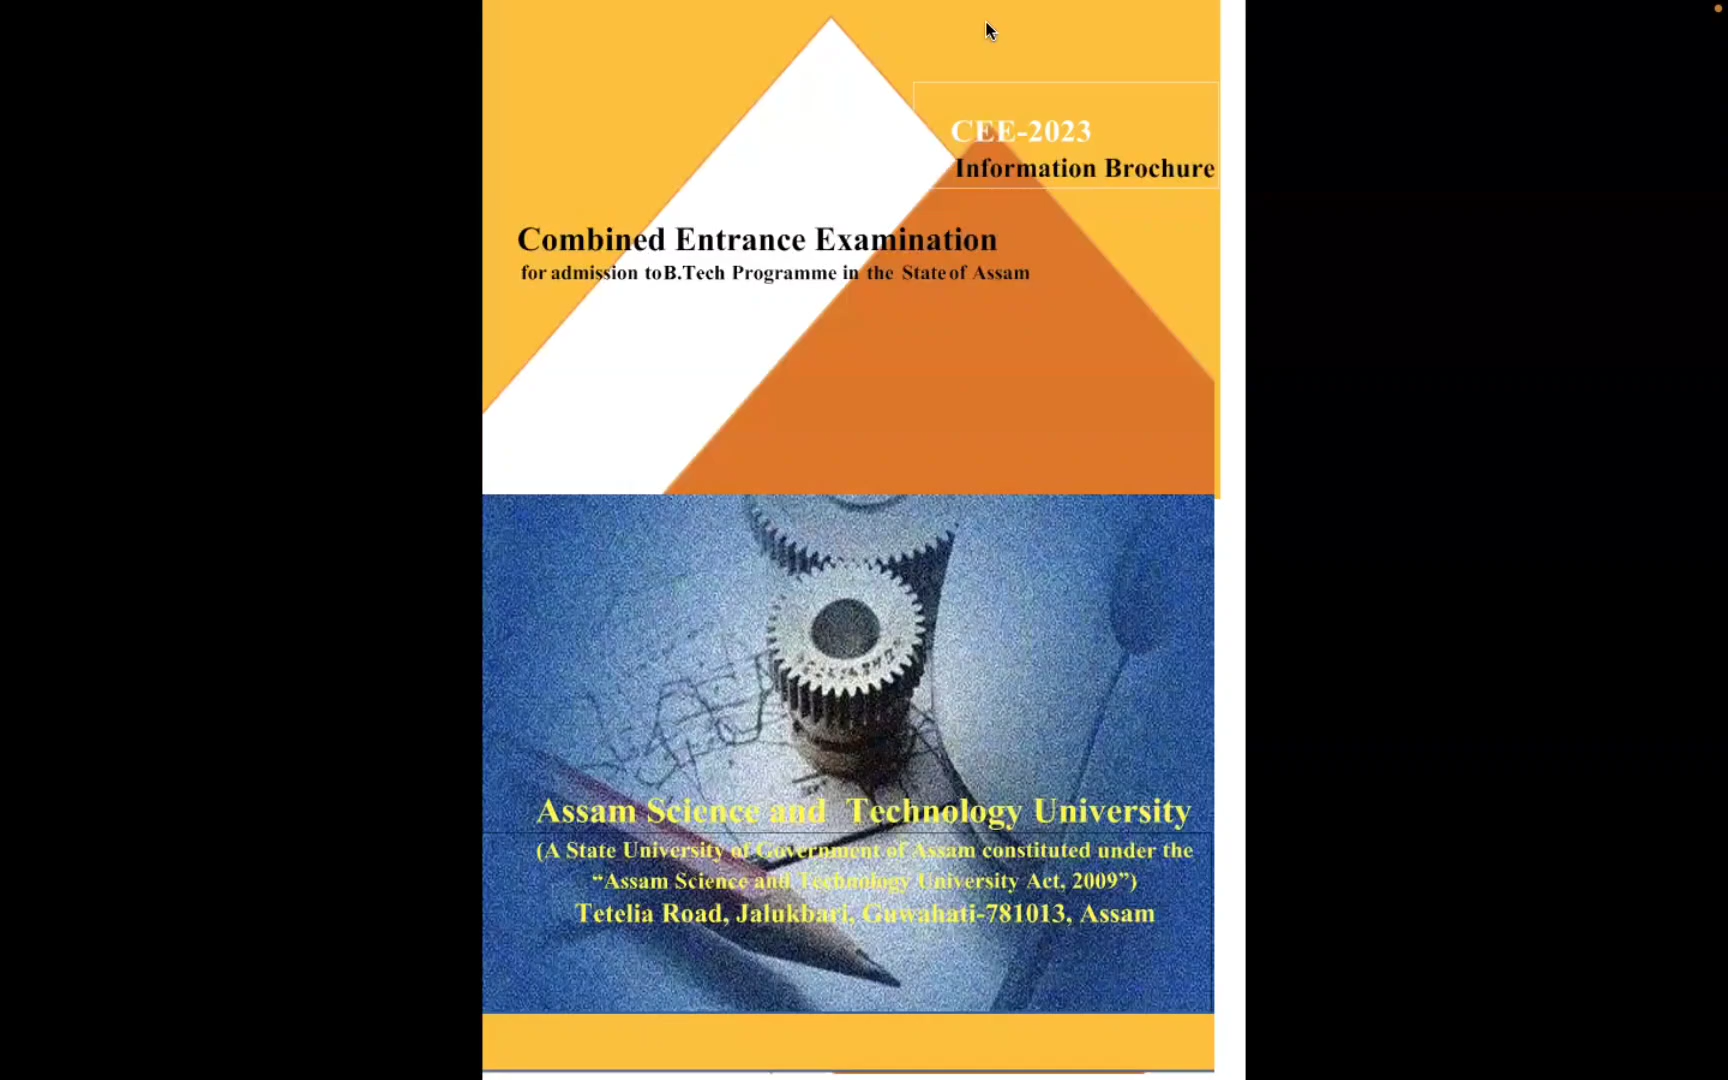 CEE-2023
Information Brochure
Combined Entrance Examination
for admission to B.Tech Programme in the State of Assam
Assam Science and Technology University
(A State University of Government of Assam constituted under the
“Assam Science and Technology University Act, 2009”)
Tetelia Road, Jalukbari, Guwahati-781013, Assam